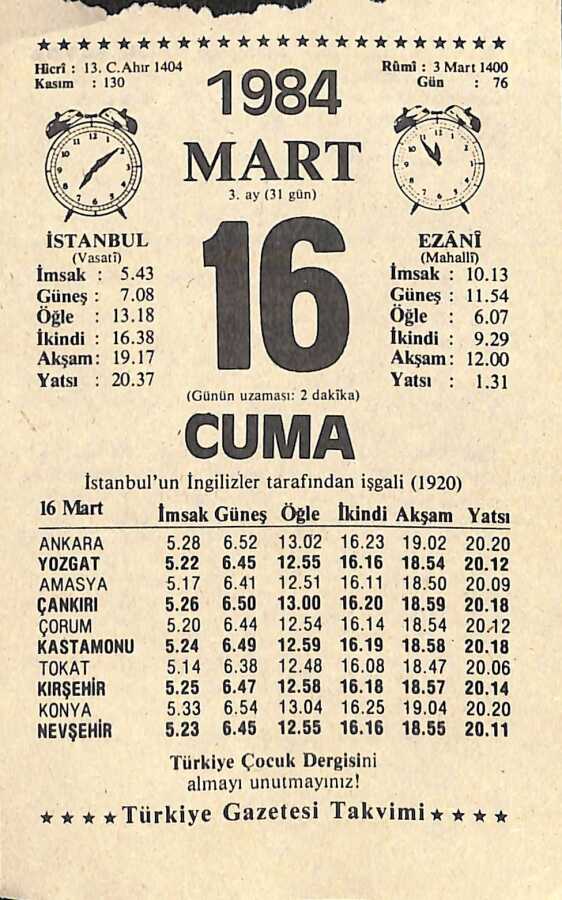 ★★★★★★★★★★★★★★★★★★★★★★★★
Hicrî : 13. C.Ahır 1404
Kasım : 130
Rûmî : 3 Mart 1400
Gün : 76
1984
MART
3. ay (31 gün)
16
(Günün uzaması: 2 dakîka)
CUMA
İSTANBUL
(Vasatî)
İmsak : 5.43
Güneş : 7.08
Öğle : 13.18
İkindi : 16.38
Akşam: 19.17
Yatsı : 20.37
EZÂNÎ
(Mahallî)
İmsak : 10.13
Güneş : 11.54
Öğle : 6.07
İkindi : 9.29
Akşam: 12.00
Yatsı : 1.31
İstanbul'un İngilizler tarafından işgali (1920)
16 Mart İmsak Güneş Öğle İkindi Akşam Yatsı
ANKARA 5.28 6.52 13.02 16.23 19.02 20.20
YOZGAT 5.22 6.45 12.55 16.16 18.54 20.12
AMASYA 5.17 6.41 12.51 16.11 18.50 20.09
ÇANKIRI 5.26 6.50 13.00 16.20 18.59 20.18
ÇORUM 5.20 6.44 12.54 16.14 18.54 20.12
KASTAMONU 5.24 6.49 12.59 16.19 18.58 20.18
TOKAT 5.14 6.38 12.48 16.08 18.47 20.06
KIRŞEHİR 5.25 6.47 12.58 16.18 18.57 20.14
KONYA 5.33 6.54 13.04 16.25 19.04 20.20
NEVŞEHİR 5.23 6.45 12.55 16.16 18.55 20.11
Türkiye Çocuk Dergisini
almayı unutmayınız!
★★★★Türkiye Gazetesi Takvimi★★★★